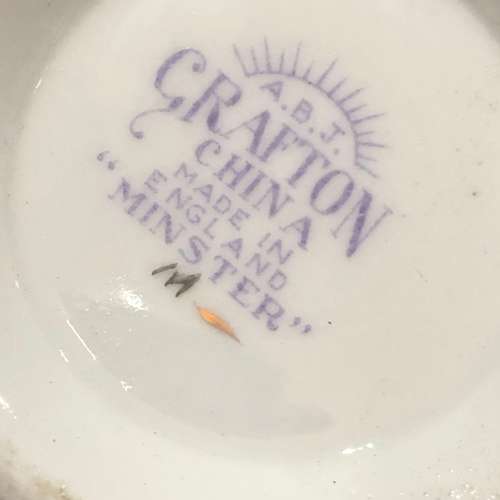 A.B.J.
GRAFTON
CHINA
MADE IN
ENGLAND
"MINSTER"
M